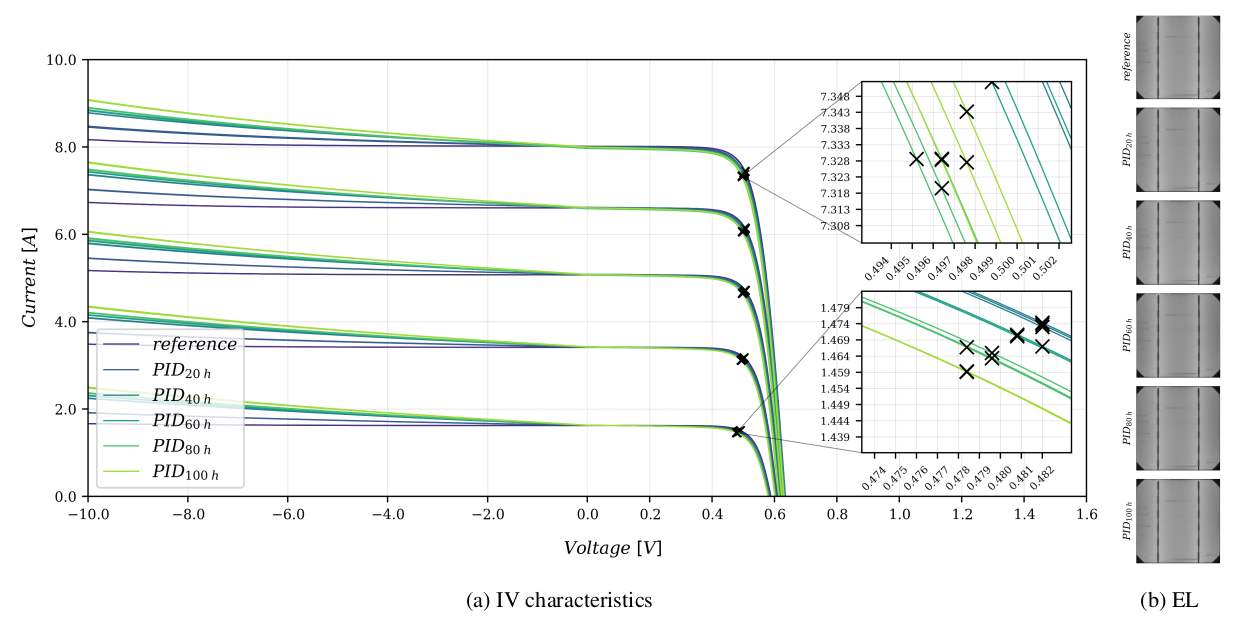 10.0
8.0
6.0
4.0
2.0
0.0
Current [A]
−10.0 −8.0 −6.0 −4.0 −2.0 0.0 0.2 0.4 0.6 0.8 1.0 1.2 1.4 1.6
Voltage [V]
reference
PID20 h
PID40 h
PID60 h
PID80 h
PID100 h
7.348
7.343
7.338
7.333
7.328
7.323
7.318
7.313
7.308
0.494 0.495 0.496 0.497 0.498 0.499 0.500 0.501 0.502
1.479
1.474
1.469
1.464
1.459
1.454
1.449
1.444
1.439
0.474 0.475 0.476 0.477 0.478 0.479 0.480 0.481 0.482
(a) IV characteristics
reference
PID20 h
PID40 h
PID60 h
PID80 h
PID100 h
(b) EL